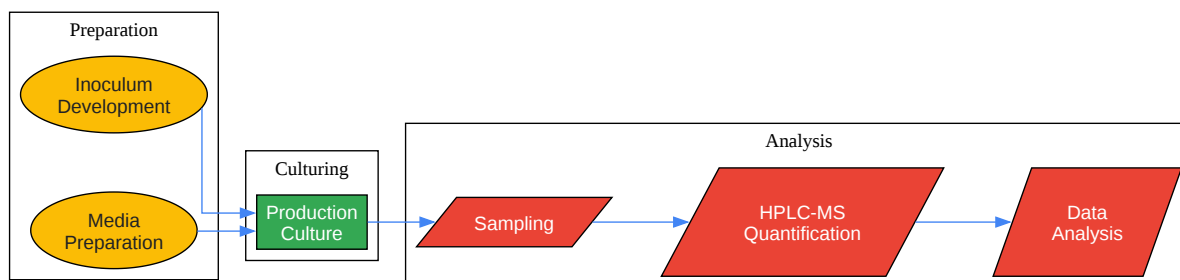 Preparation
Inoculum
Development
Media
Preparation
Culturing
Production
Culture
Analysis
Sampling
HPLC-MS
Quantification
Data
Analysis